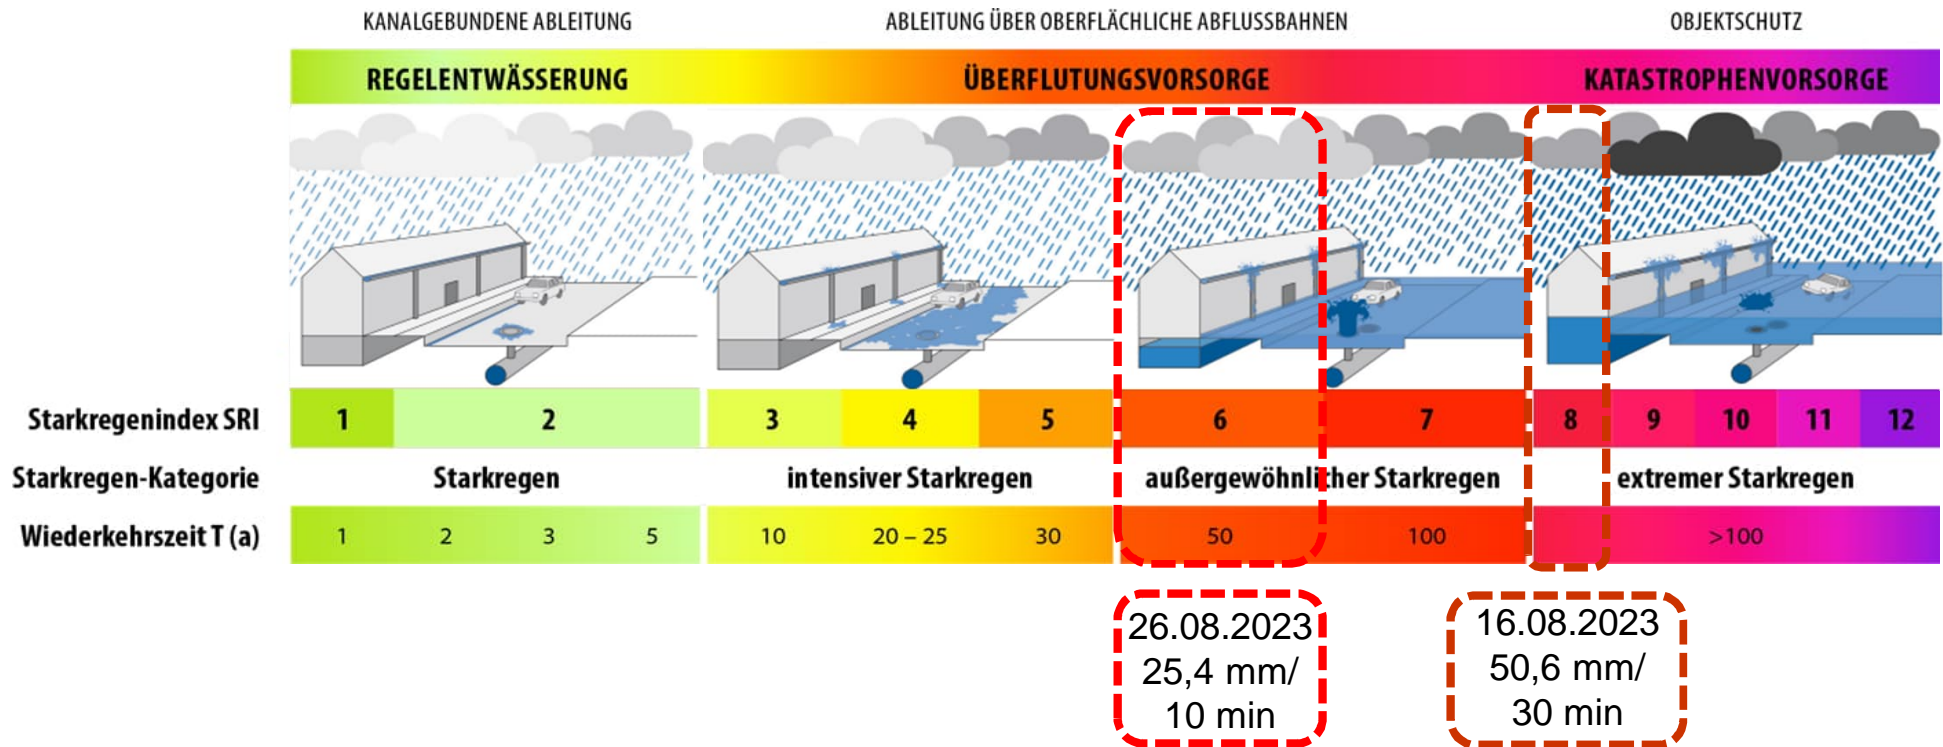 KANALGEBUNDENE ABLEITUNG ABLEITUNG ÜBER OBERFLÄCHLICHE ABFLUSSBAHNEN OBJEKTSCHUTZ
REGELENTWÄSSERUNG ÜBERFLUTUNGSVORSORGE KATASTROPHENVORSORGE
Starkregenindex SRI 1 2 3 4 5 6 7 8 9 10 11 12
Starkregen-Kategorie Starkregen intensiver Starkregen außergewöhnlicher Starkregen extremer Starkregen
Wiederkehrszeit T (a) 1 2 3 5 10 20 – 25 30 50 100 >100
26.08.2023
25,4 mm/
10 min
16.08.2023
50,6 mm/
30 min